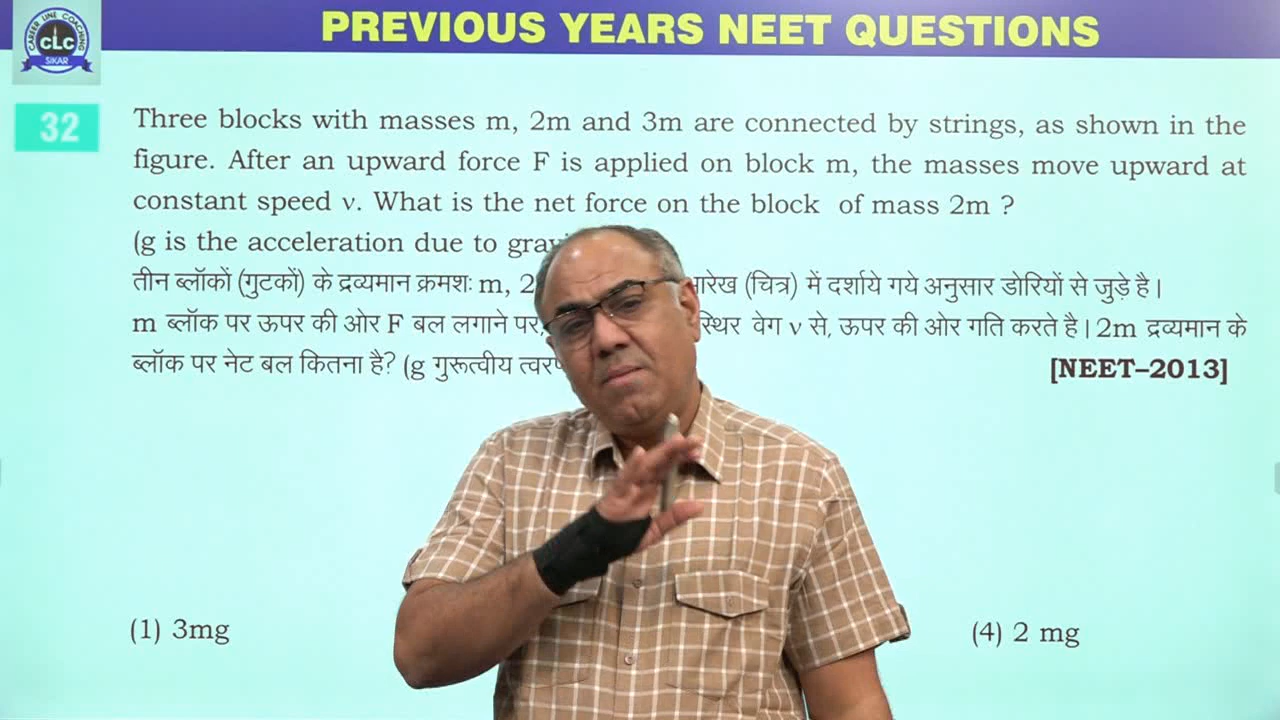 PREVIOUS YEARS NEET QUESTIONS
CAREER LINE COACHING
CLC
SIKAR
32
Three blocks with masses m, 2m and 3m are connected by strings, as shown in the
figure. After an upward force F is applied on block m, the masses move upward at
constant speed v. What is the net force on the block of mass 2m ?
(g is the acceleration due to
तीन ब्लॉकों (गुटकों) के द्रव्यमान क्रमशः m, 2 (चित्र) में दर्शाये गये अनुसार डोरियों से जुड़े है।
m ब्लॉक पर ऊपर की ओर F बल लगाने पर, वेग v से, ऊपर की ओर गति करते है। 2m द्रव्यमान के
ब्लॉक पर नेट बल कितना है? (g गुरूत्वीय
[NEET–2013]
(1) 3mg
(4) 2 mg